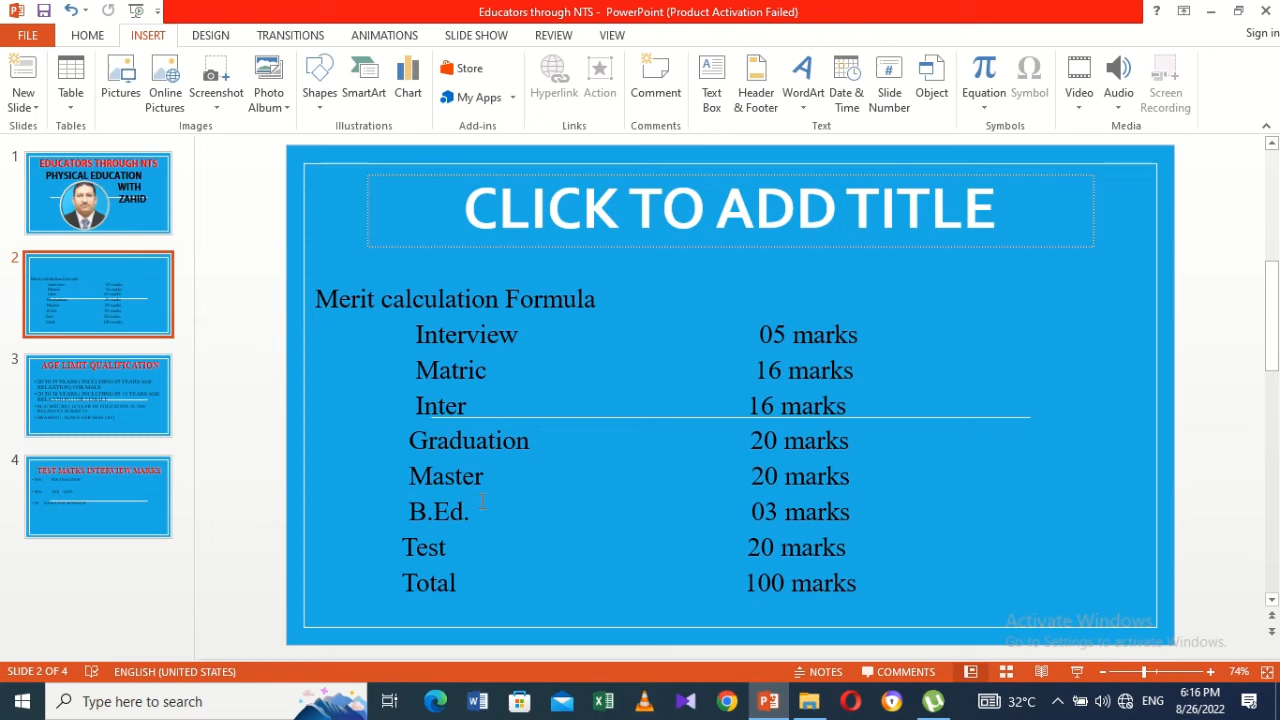 Educators through NTS - PowerPoint (Product Activation Failed)
FILE HOME INSERT DESIGN TRANSITIONS ANIMATIONS SLIDE SHOW REVIEW VIEW Sign in
New Slide Table Pictures Online Pictures Screenshot Photo Album Shapes SmartArt Chart Store My Apps Hyperlink Action Comment Text Box Header & Footer WordArt Date & Time Slide Number Object Equation Symbol Video Audio Screen Recording
Slides Tables Images Illustrations Add-ins Links Comments Text Symbols Media
1
EDUCATORS THROUGH NTS
PHYSICAL EDUCATION
WITH
ZAHID
2
3
AGE LIMIT QUALIFICATION
4
TEST MATKS INTERVIEW MARKS
CLICK TO ADD TITLE
Merit calculation Formula
Interview 05 marks
Matric 16 marks
Inter 16 marks
Graduation 20 marks
Master 20 marks
B.Ed. 03 marks
Test 20 marks
Total 100 marks
Activate Windows
Go to Settings to activate Windows.
SLIDE 2 OF 4 ENGLISH (UNITED STATES) NOTES COMMENTS 74%
Type here to search 32°C ENG 6:16 PM
8/26/2022